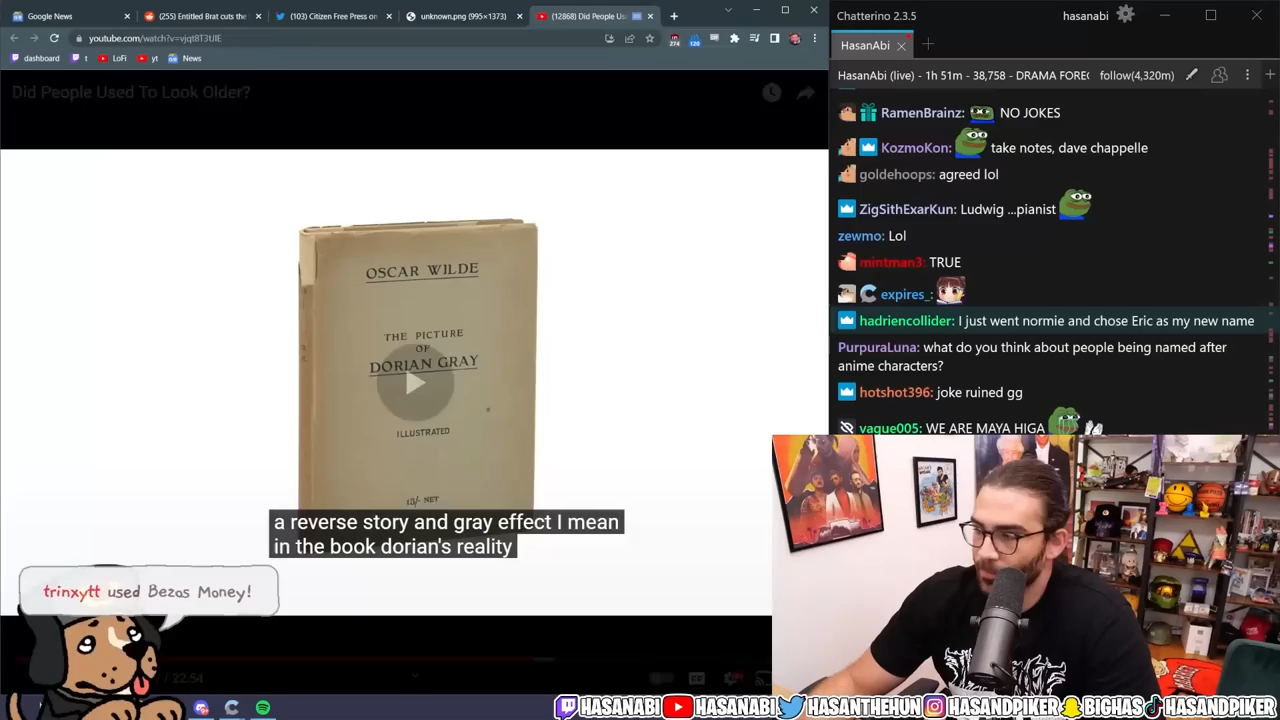 Google News
(255) Entitled Brat cuts the
(103) Citizen Free Press on
unknown.png (995×1373)
(12868) Did People Use
youtube.com/watch?v=vjqt8T3UIE
274
120
dashboard
t
LoFi
yt
News
Did People Used To Look Older?
OSCAR WILDE
THE PICTURE
OF
DORIAN GRAY
ILLUSTRATED
NET
a reverse story and gray effect I mean
in the book dorian's reality
trinxytt used Bezos Money!
22:54
Chatterino 2.3.5
hasanabi
HasanAbi
HasanAbi (live) - 1h 51m - 38,758 - DRAMA FOREC
follow(4,320m)
RamenBrainz: NO JOKES
KozmoKon: take notes, dave chappelle
goldehoops: agreed lol
ZigSithExarKun: Ludwig ...pianist
zewmo: Lol
mintman3: TRUE
expires_:
hadriencollider: I just went normie and chose Eric as my new name
PurpuraLuna: what do you think about people being named after
anime characters?
hotshot396: joke ruined gg
vague005: WE ARE MAYA HIGA
HASANABI HASANABI HASANTHEHUN HASANDPIKER BIGHAS HASANDPIKER